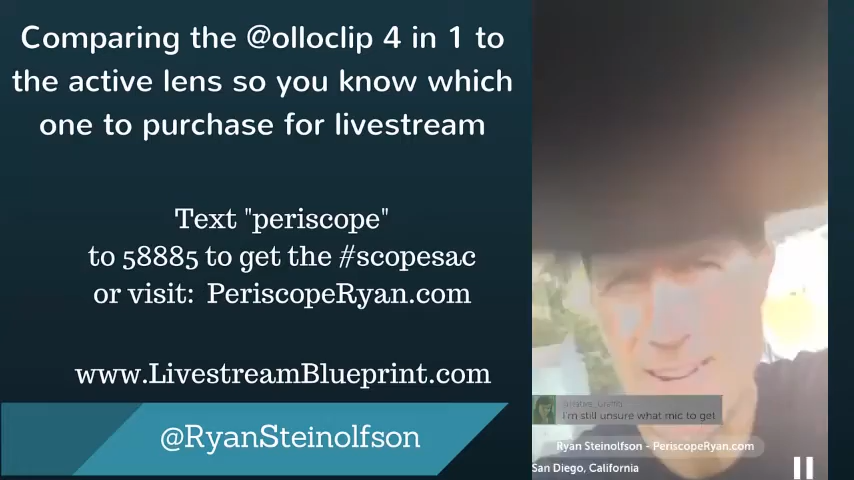 Comparing the @olloclip 4 in 1 to
the active lens so you know which
one to purchase for livestream
Text "periscope"
to 58885 to get the #scopesac
or visit: PeriscopeRyan.com
www.LivestreamBlueprint.com
@RyanSteinolfson
I'm still unsure what mic to get
Ryan Steinolfson - PeriscopeRyan.com
San Diego, California